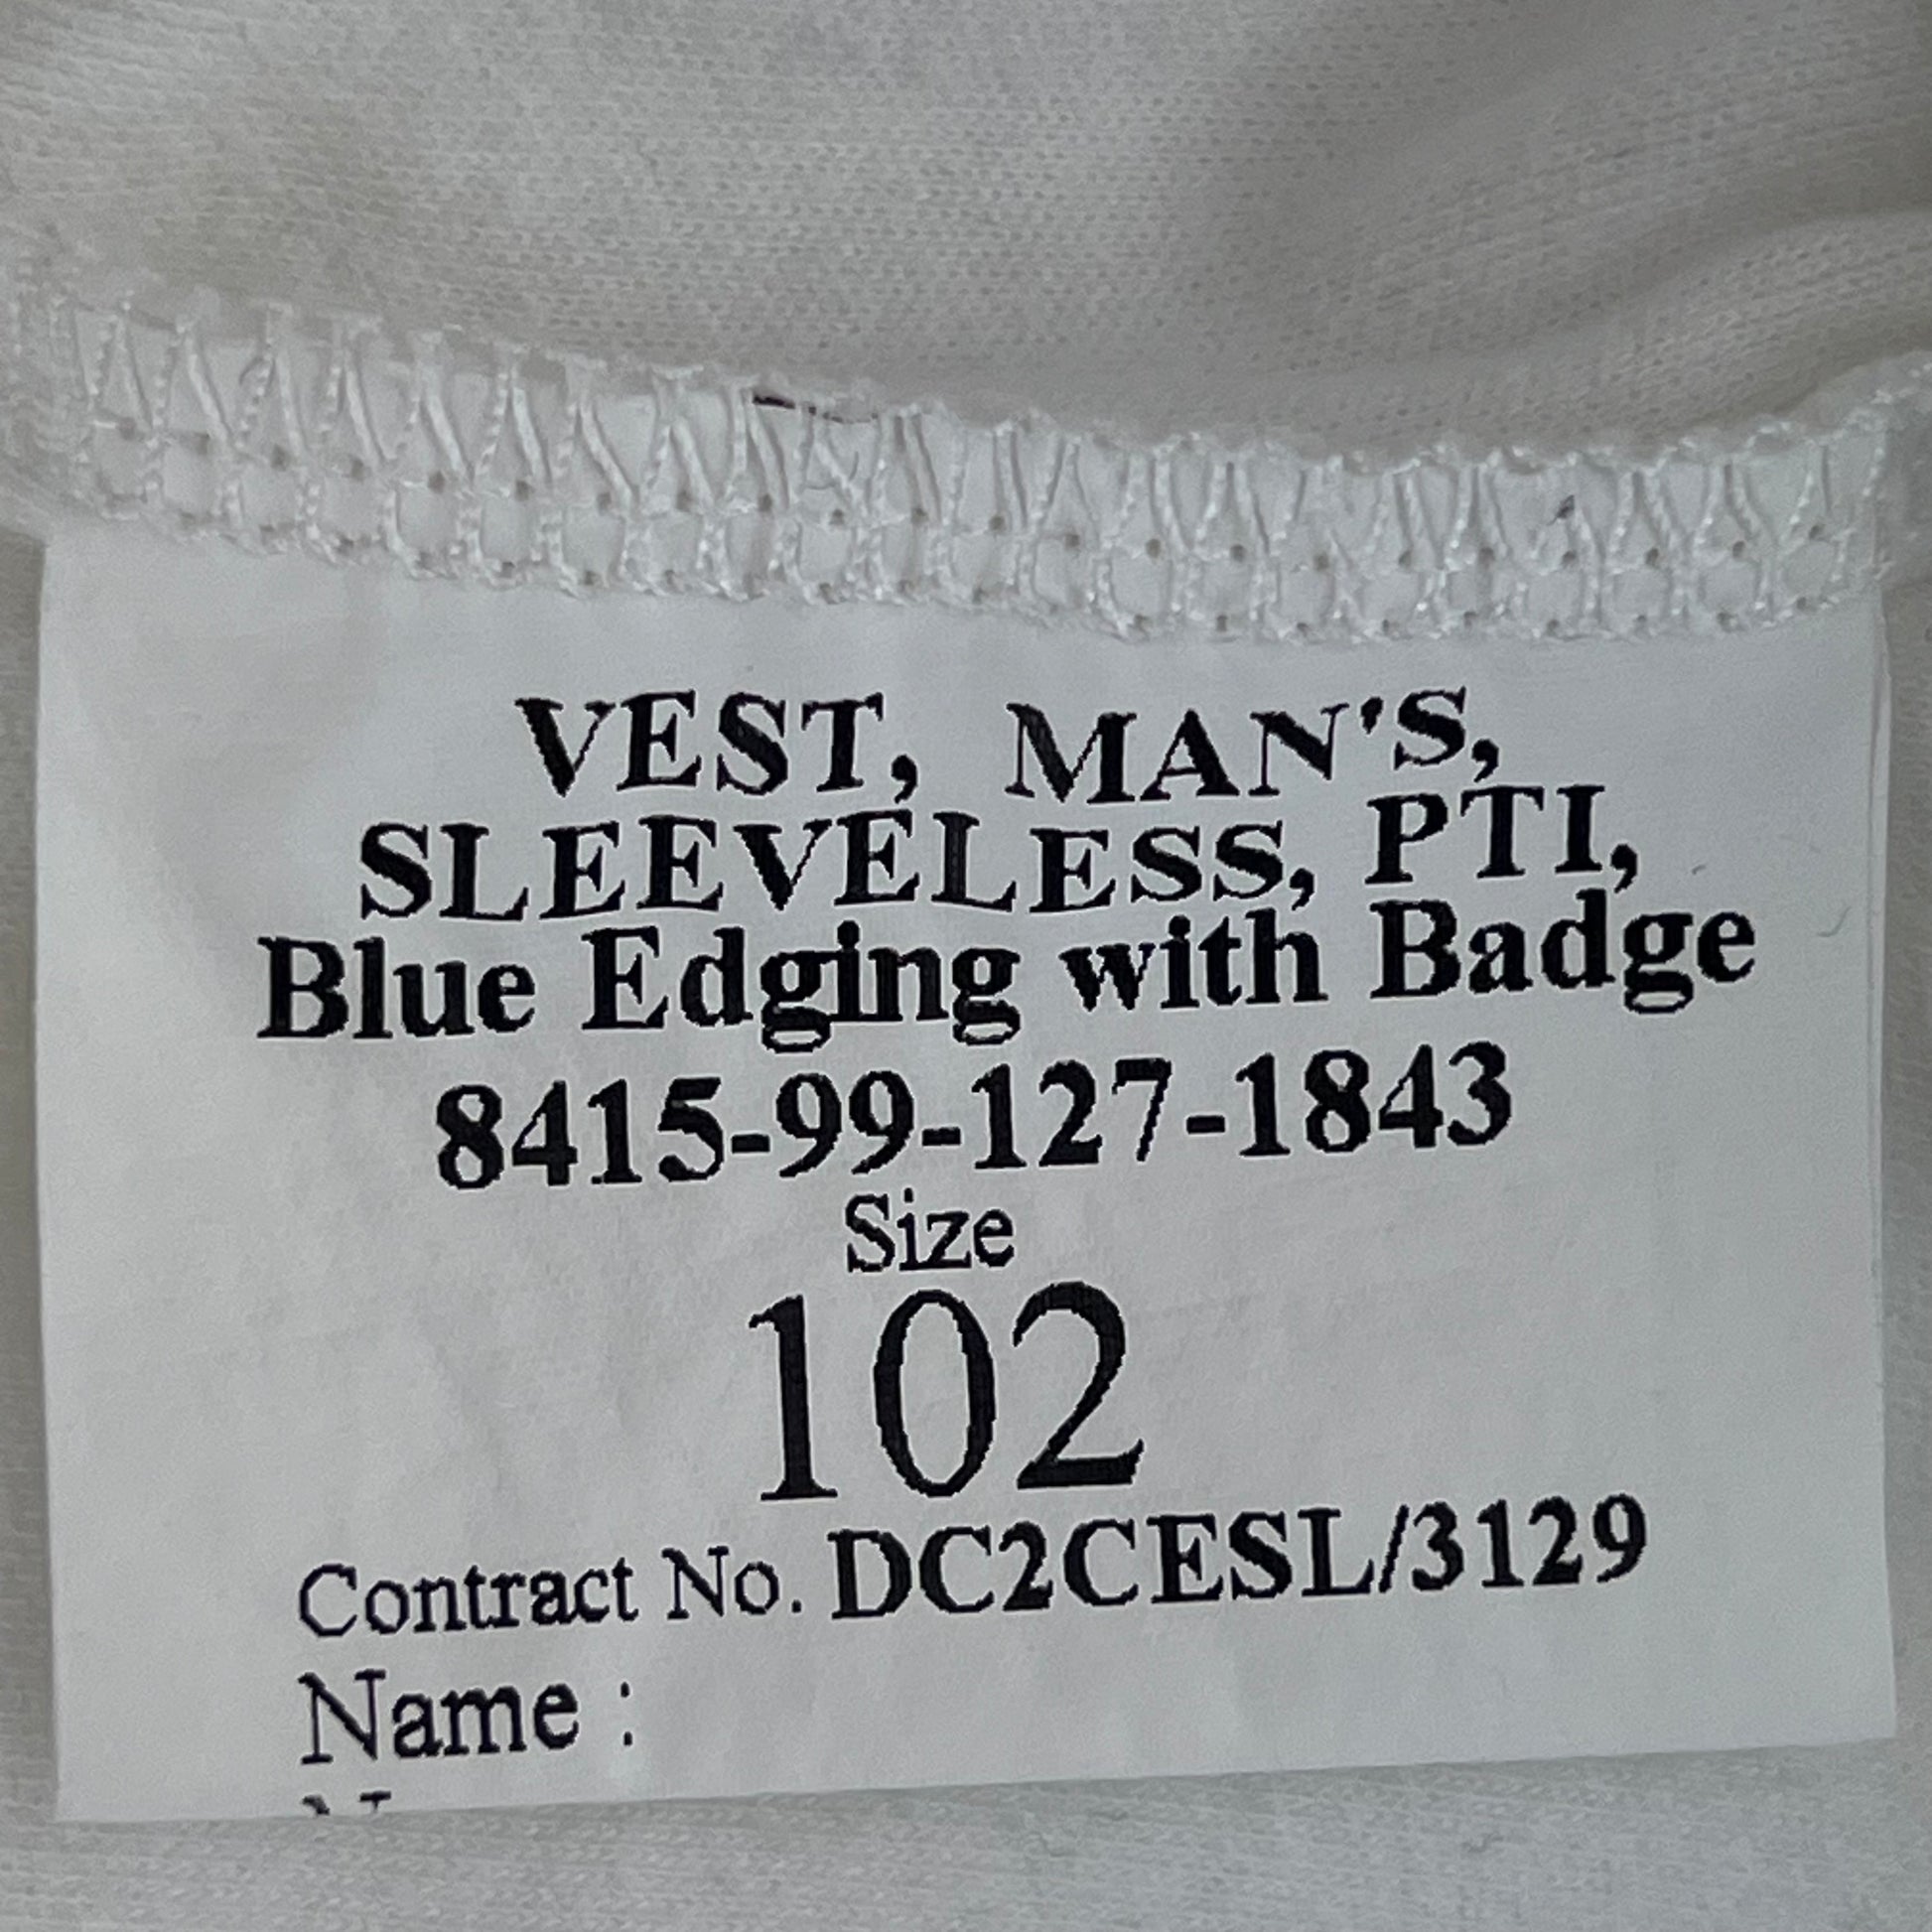 VEST, MAN'S,
SLEEVELESS, PTI,
Blue Edging with Badge
8415-99-127-1843
Size
102
Contract No. DC2CESL/3129
Name :